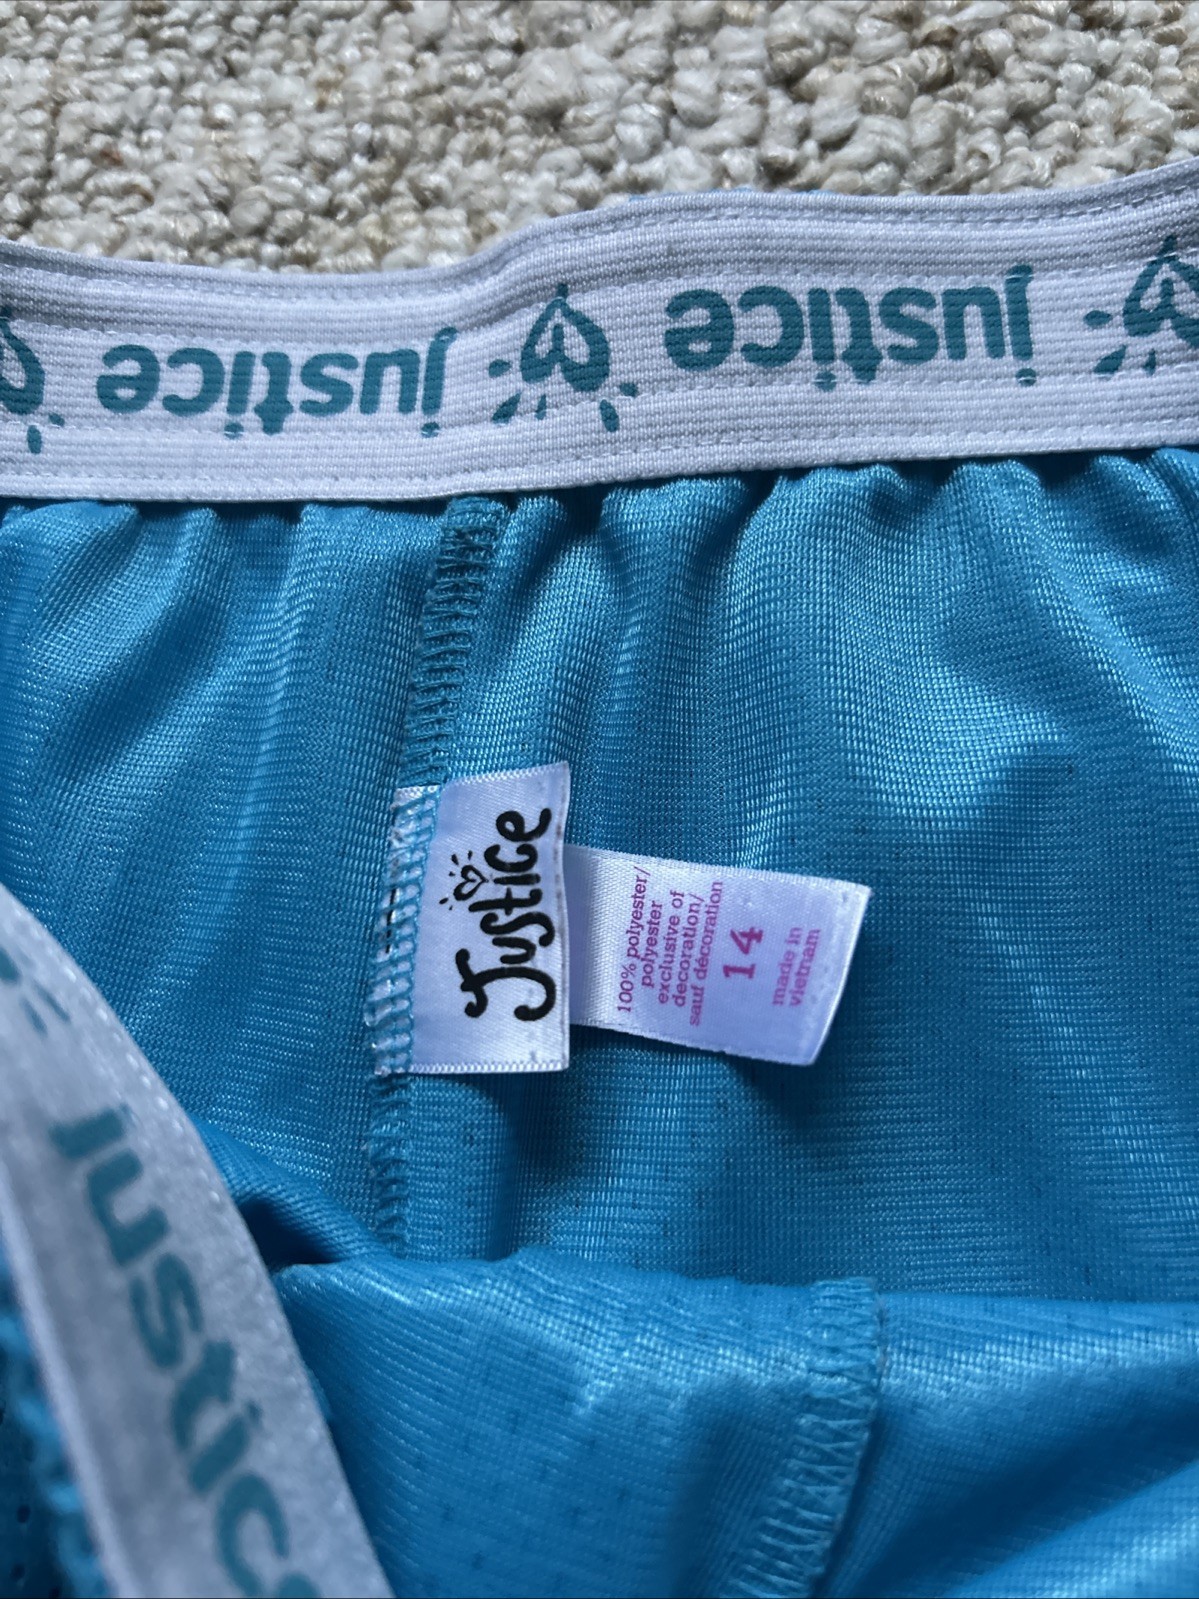 justice justice
Justice
100% polyester/
polyester
exclusive of
decoration/
sauf décoration
14
made in
vietnam
justice